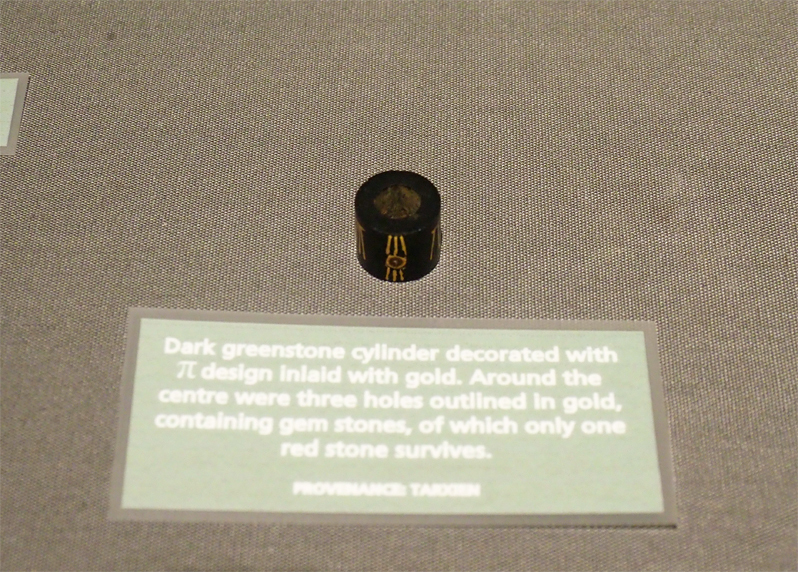 Dark greenstone cylinder decorated with
π design inlaid with gold. Around the
centre were three holes outlined in gold,
containing gem stones, of which only one
red stone survives.
PROVENANCE: TARXIEN